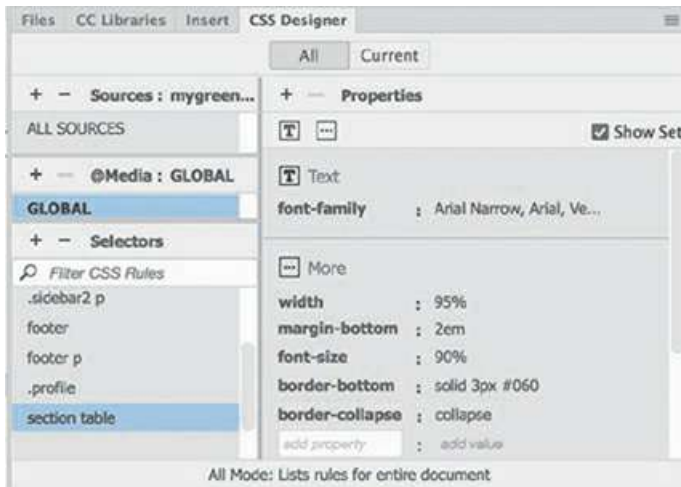 Files CC Libraries Insert CSS Designer
All Current
+ − Sources : mygreen...
ALL SOURCES
+ − @Media : GLOBAL
GLOBAL
+ − Selectors
Filter CSS Rules
.sidebar2 p
footer
footer p
.profile
section table
+ − Properties
T Show Set
T Text
font-family : Arial Narrow, Arial, Ve...
More
width : 95%
margin-bottom : 2em
font-size : 90%
border-bottom : solid 3px #060
border-collapse : collapse
add property : add value
All Mode: Lists rules for entire document